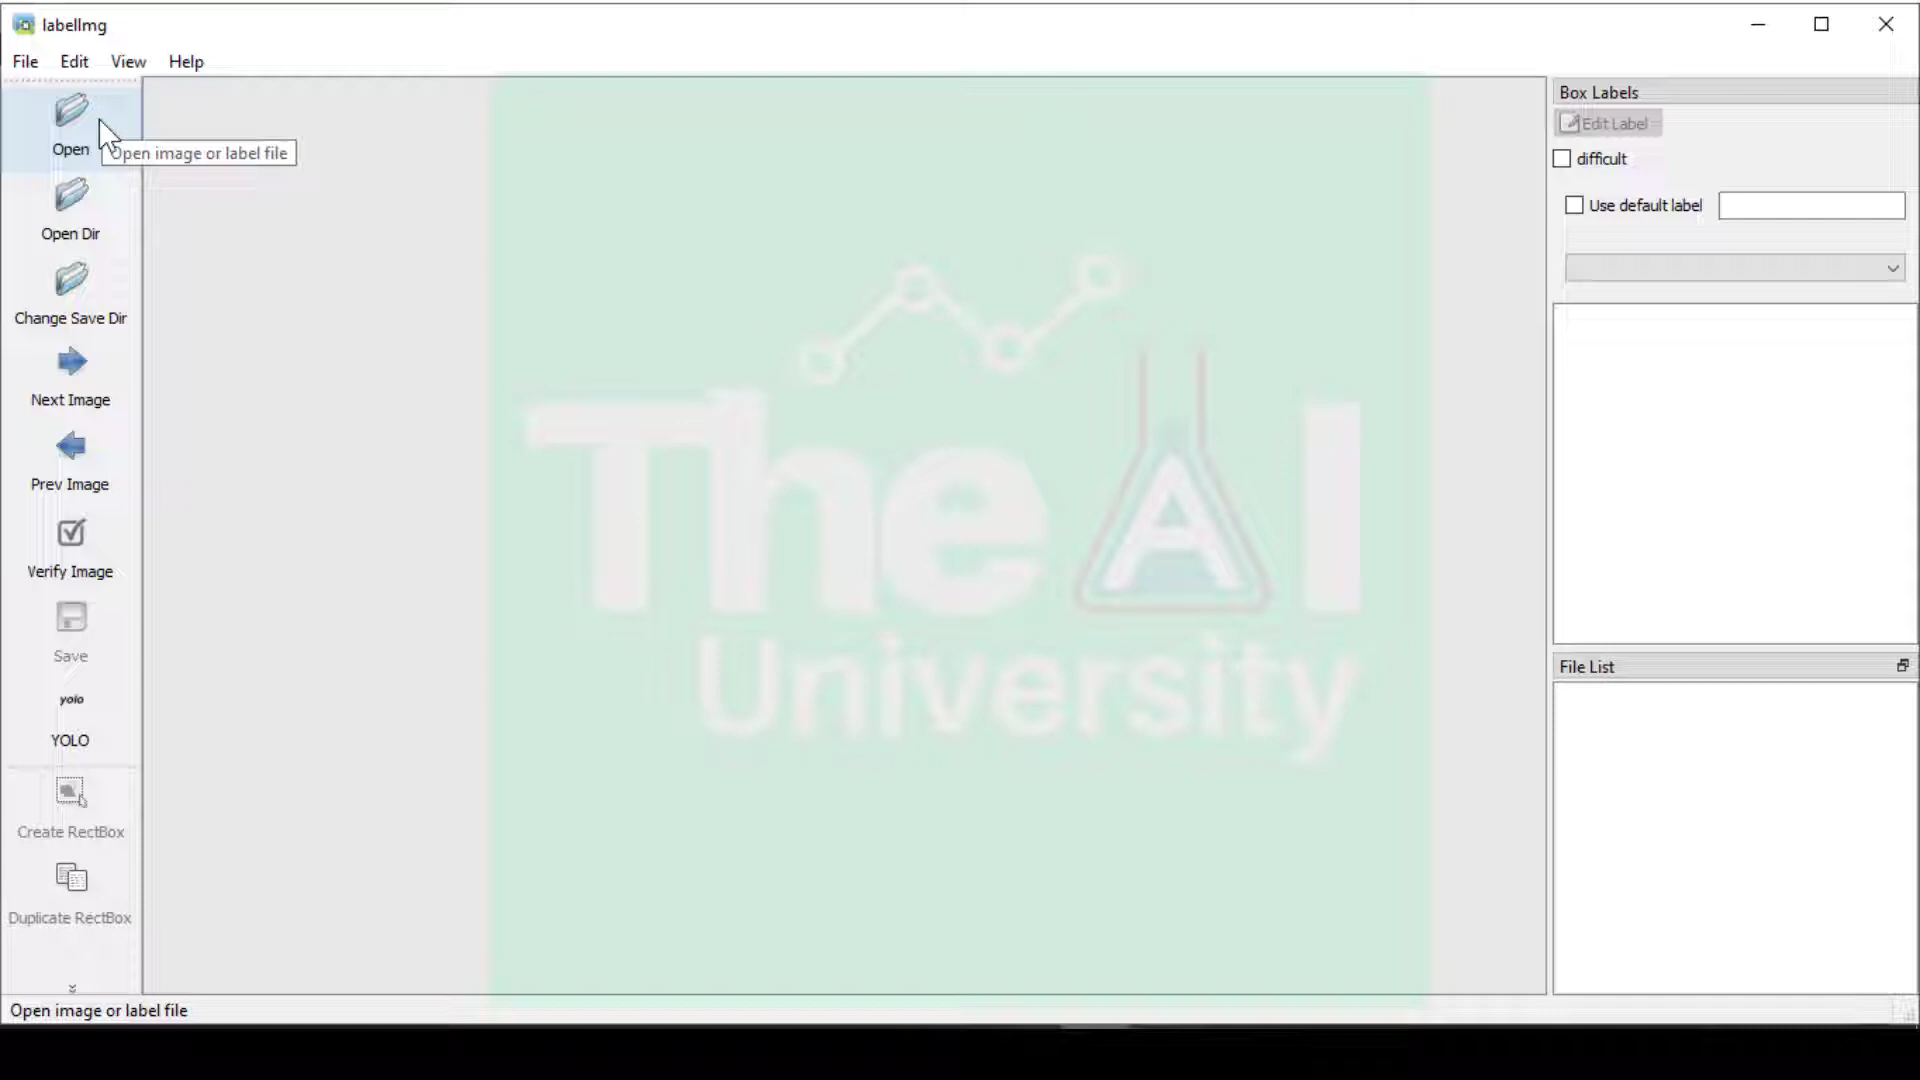 labelImg
File Edit View Help
Open
Open image or label file
Open Dir
Change Save Dir
Next Image
Prev Image
Verify Image
Save
yolo
YOLO
Create RectBox
Duplicate RectBox
The AI
University
Box Labels
Edit Label
difficult
Use default label
File List
Open image or label file